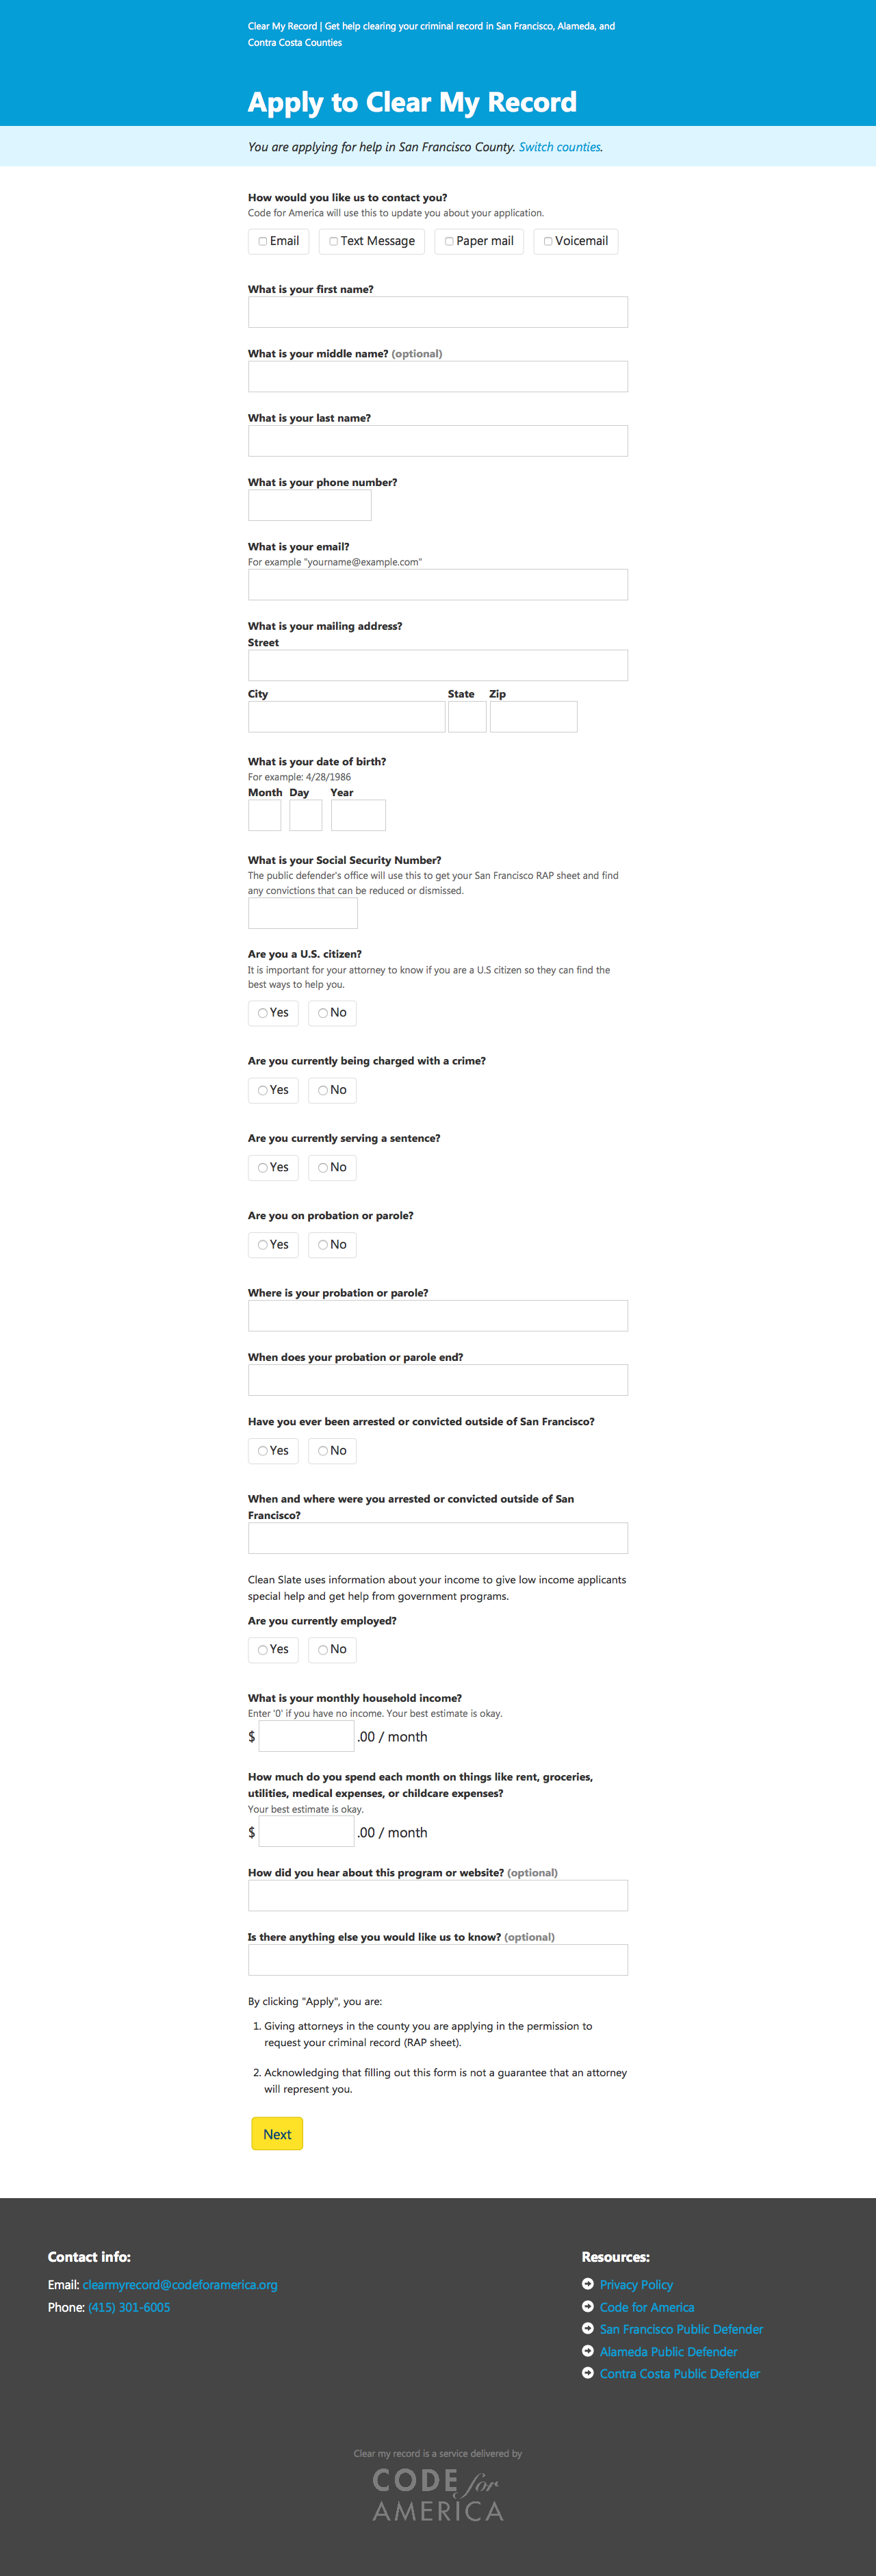 Clear My Record | Get help clearing your criminal record in San Francisco, Alameda, and
Contra Costa Counties
Apply to Clear My Record
You are applying for help in San Francisco County. Switch counties.
How would you like us to contact you?
Code for America will use this to update you about your application.
Email Text Message Paper mail Voicemail
What is your first name?
What is your middle name? (optional)
What is your last name?
What is your phone number?
What is your email?
For example "yourname@example.com"
What is your mailing address?
Street
City State Zip
What is your date of birth?
For example: 4/28/1986
Month Day Year
What is your Social Security Number?
The public defender's office will use this to get your San Francisco RAP sheet and find
any convictions that can be reduced or dismissed.
Are you a U.S. citizen?
It is important for your attorney to know if you are a U.S citizen so they can find the
best ways to help you.
Yes No
Are you currently being charged with a crime?
Yes No
Are you currently serving a sentence?
Yes No
Are you on probation or parole?
Yes No
Where is your probation or parole?
When does your probation or parole end?
Have you ever been arrested or convicted outside of San Francisco?
Yes No
When and where were you arrested or convicted outside of San
Francisco?
Clean Slate uses information about your income to give low income applicants
special help and get help from government programs.
Are you currently employed?
Yes No
What is your monthly household income?
Enter '0' if you have no income. Your best estimate is okay.
$ .00 / month
How much do you spend each month on things like rent, groceries,
utilities, medical expenses, or childcare expenses?
Your best estimate is okay.
$ .00 / month
How did you hear about this program or website? (optional)
Is there anything else you would like us to know? (optional)
By clicking "Apply", you are:
1. Giving attorneys in the county you are applying in the permission to
request your criminal record (RAP sheet).
2. Acknowledging that filling out this form is not a guarantee that an attorney
will represent you.
Next
Contact info:
Email: clearmyrecord@codeforamerica.org
Phone: (415) 301-6005
Resources:
Privacy Policy
Code for America
San Francisco Public Defender
Alameda Public Defender
Contra Costa Public Defender
Clear my record is a service delivered by
CODE for
AMERICA